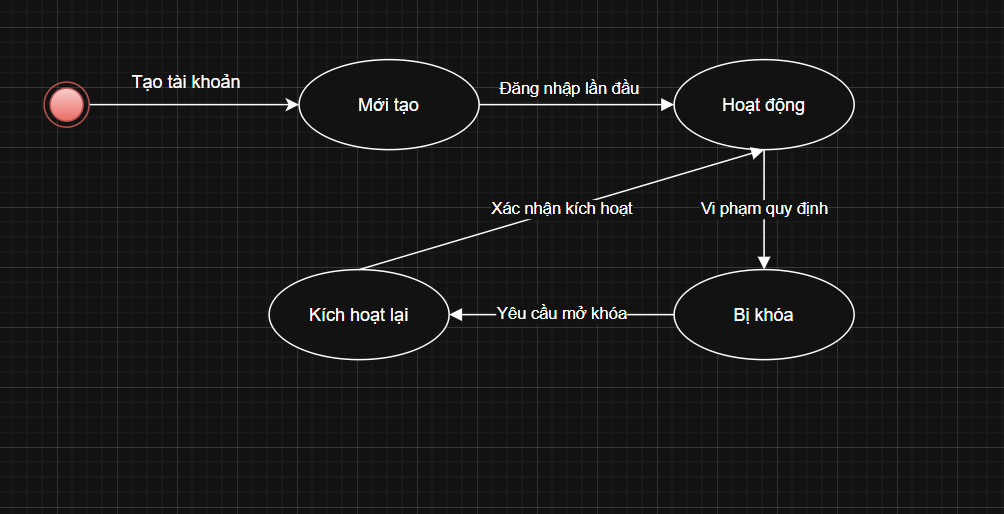 Tạo tài khoản
Mới tạo
Đăng nhập lần đầu
Hoạt động
Xác nhận kích hoạt
Vi phạm quy định
Kích hoạt lại
Yêu cầu mở khóa
Bị khóa